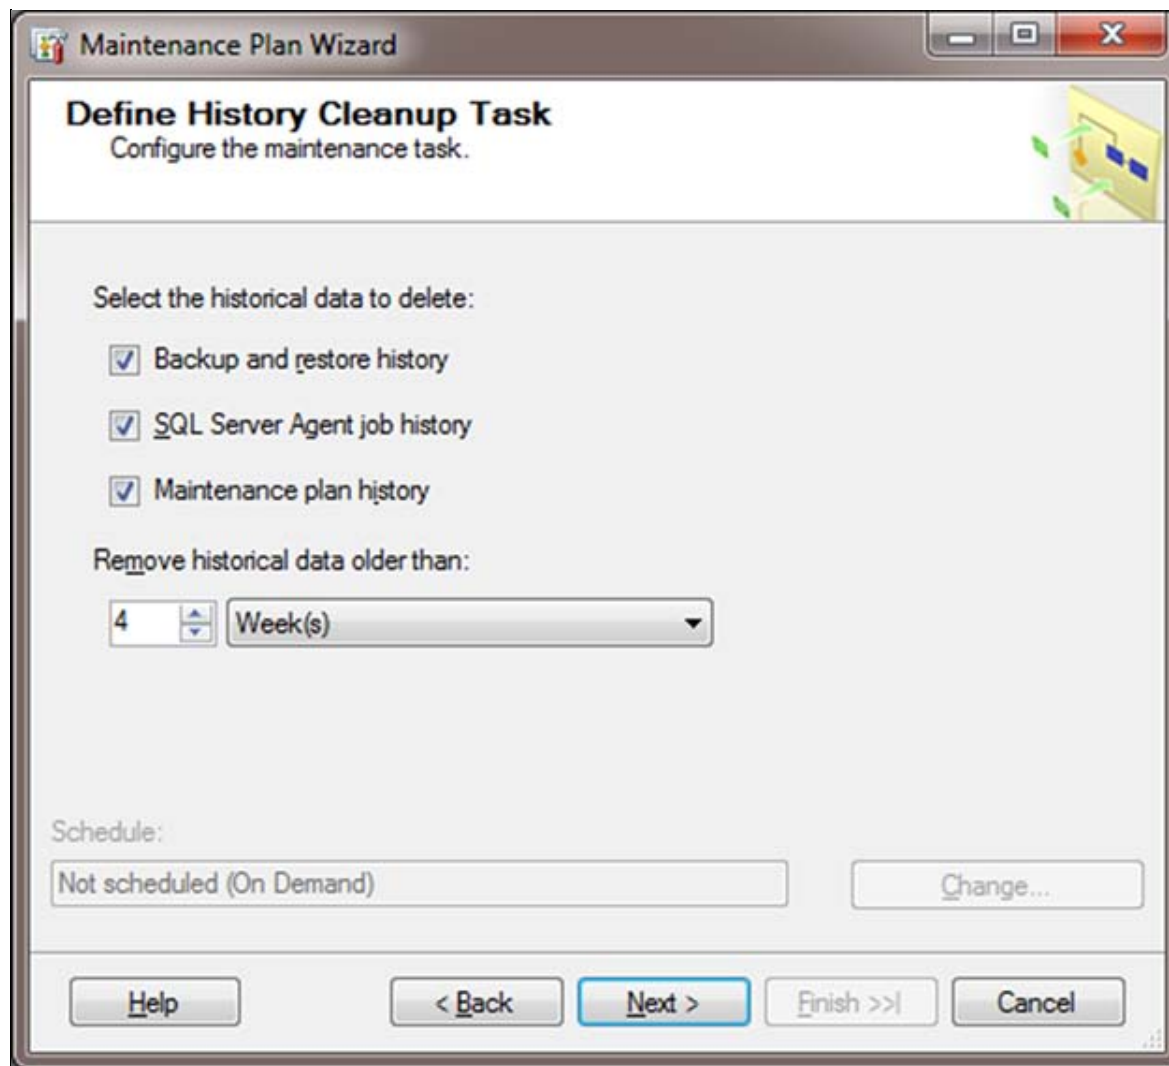 Maintenance Plan Wizard
Define History Cleanup Task
Configure the maintenance task.
Select the historical data to delete:
Backup and restore history
SQL Server Agent job history
Maintenance plan history
Remove historical data older than:
4 Week(s)
Schedule:
Not scheduled (On Demand) Change...
Help < Back Next > Finish >>| Cancel